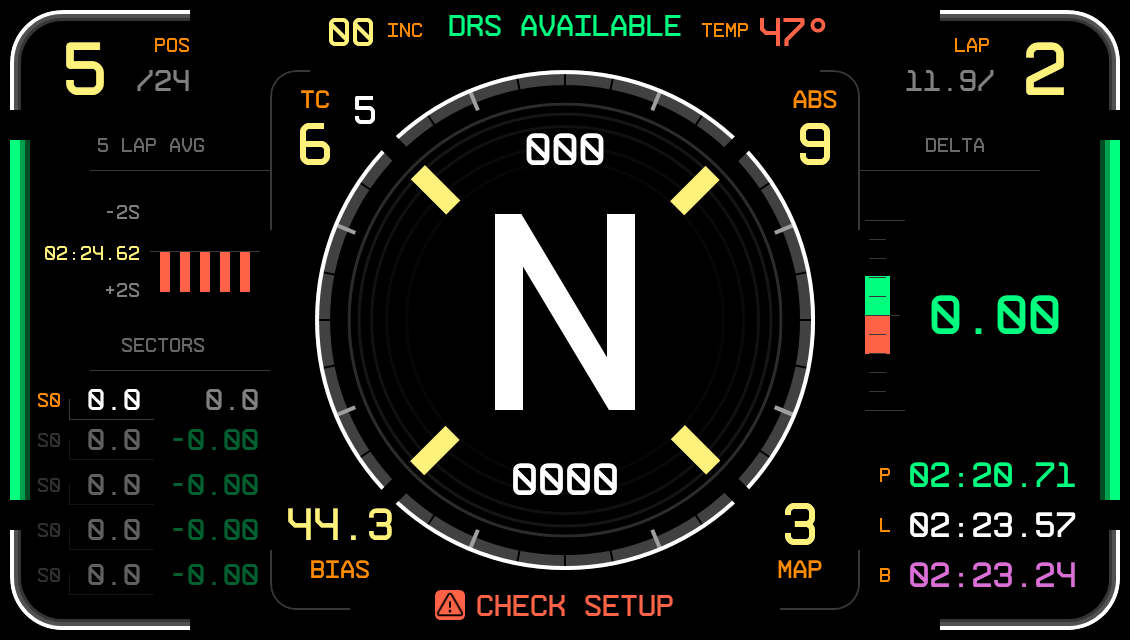 00 INC DRS AVAILABLE TEMP 47°
5 POS /24
LAP 11.9/ 2
TC 6 5
ABS 9
5 LAP AVG
000
DELTA
-2S
02:24.62
+2S
N
0.00
SECTORS
S0 0.0 0.0
S0 0.0 -0.00
S0 0.0 -0.00
S0 0.0 -0.00
S0 0.0 -0.00
0000
P 02:20.71
L 02:23.57
B 02:23.24
44.3 BIAS
3 MAP
CHECK SETUP